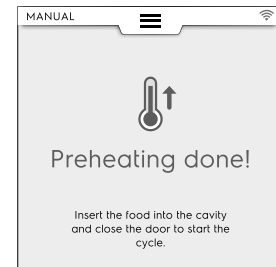 MANUAL
Preheating done!
Insert the food into the cavity
and close the door to start the
cycle.